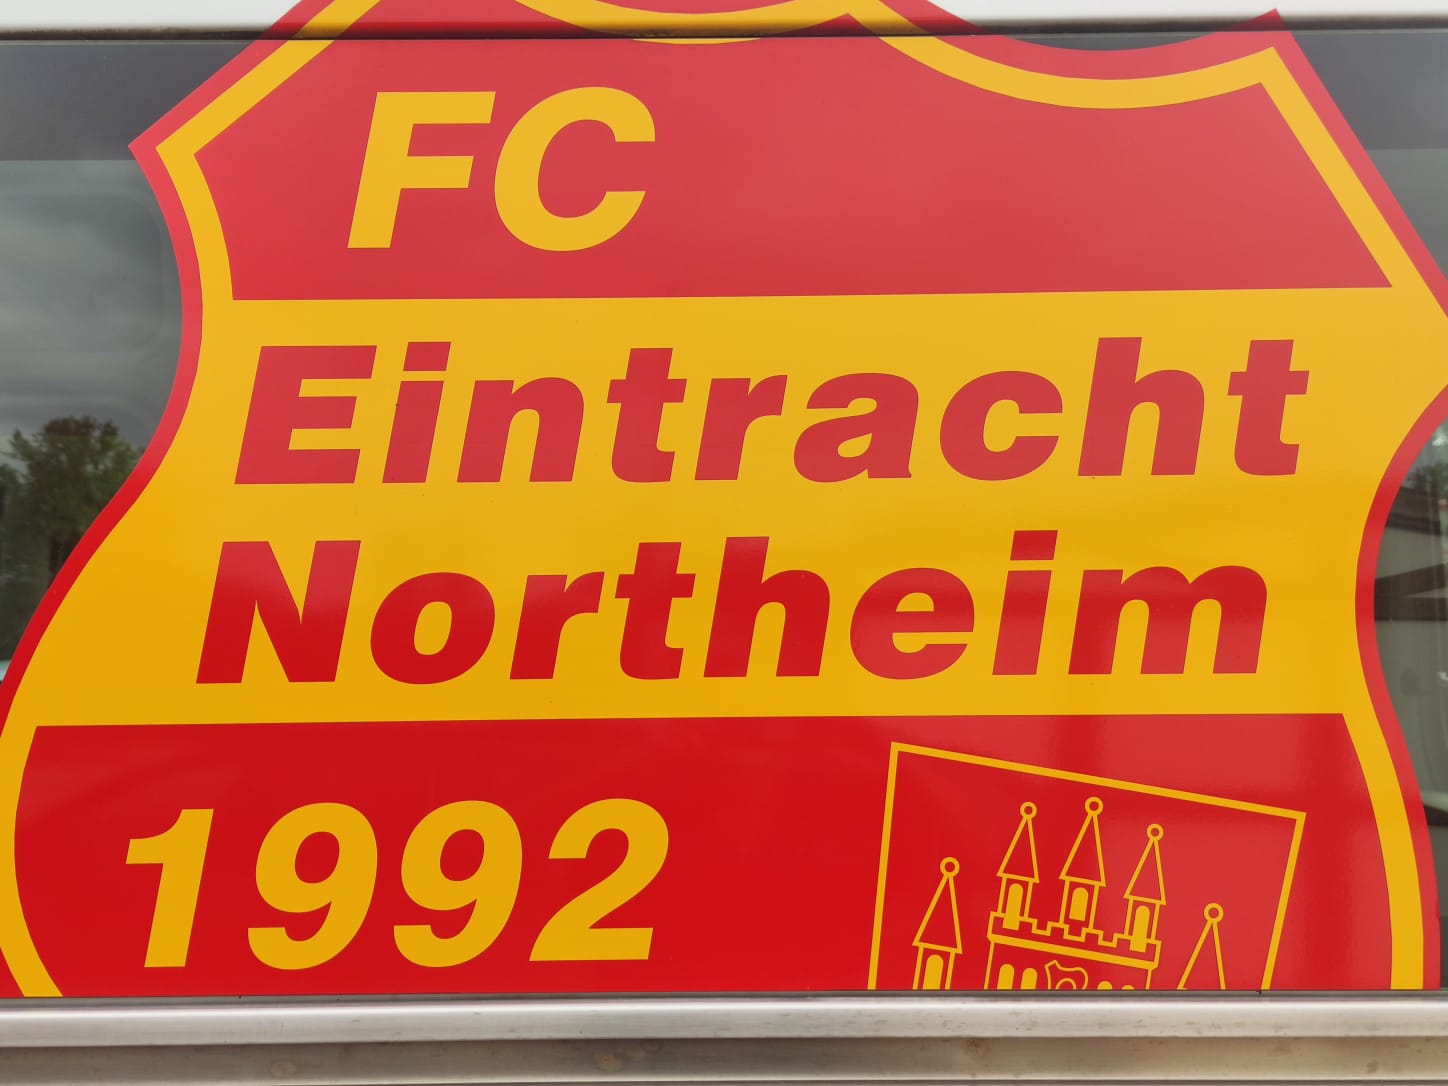 FC
Eintracht
Northeim
1992